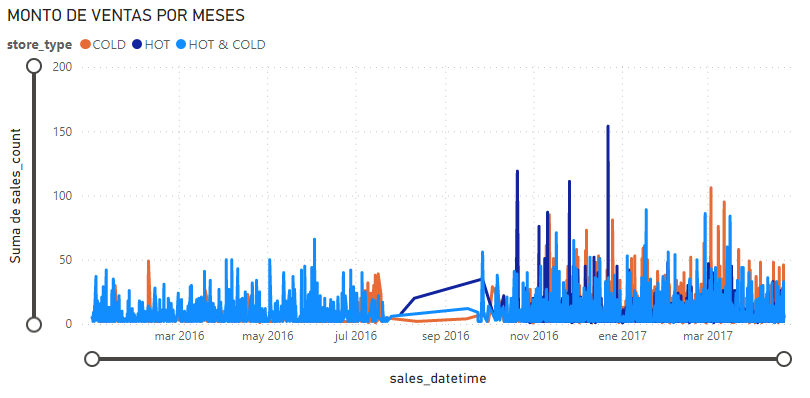 MONTO DE VENTAS POR MESES
store_type COLD HOT HOT & COLD
200
150
100
50
0
Suma de sales_count
mar 2016 may 2016 jul 2016 sep 2016 nov 2016 ene 2017 mar 2017
sales_datetime